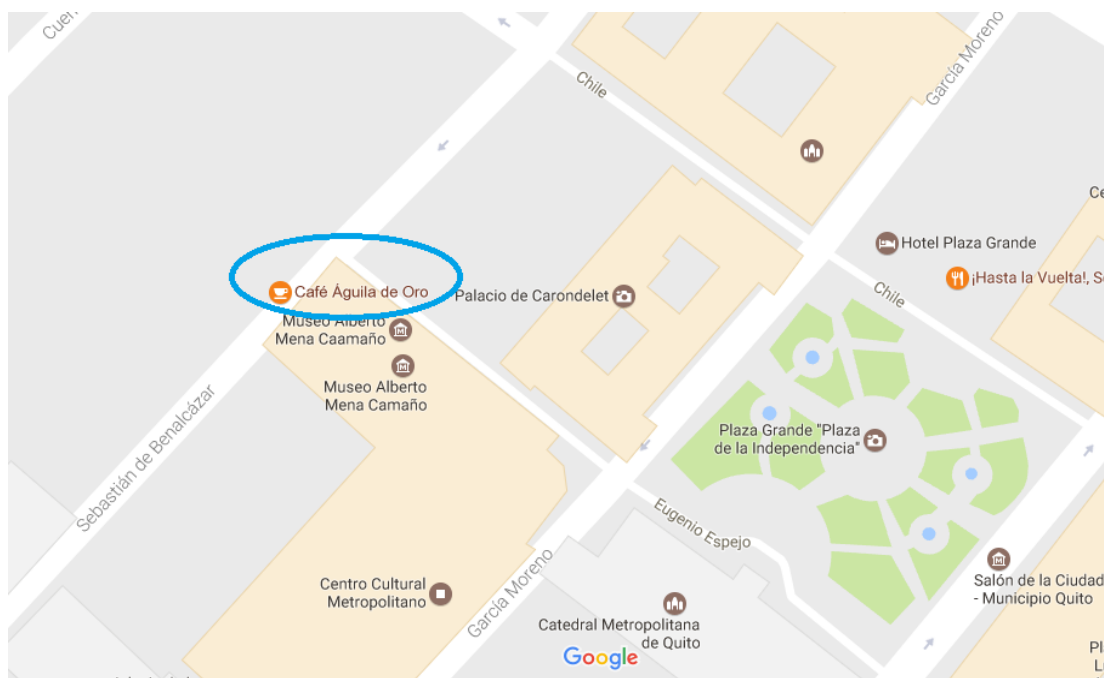 Cuen
Chile
García Moreno
Ce
Hotel Plaza Grande
¡Hasta la Vuelta!, Se
Chile
Café Águila de Oro
Palacio de Carondelet
Museo Alberto
Mena Caamaño
Museo Alberto
Mena Camaño
Sebastián de Benalcázar
Plaza Grande "Plaza
de la Independencia"
Eugenio Espejo
Centro Cultural
Metropolitano
García Moreno
Catedral Metropolitana
de Quito
Salón de la Ciudad
- Municipio Quito
Google
Pl
L